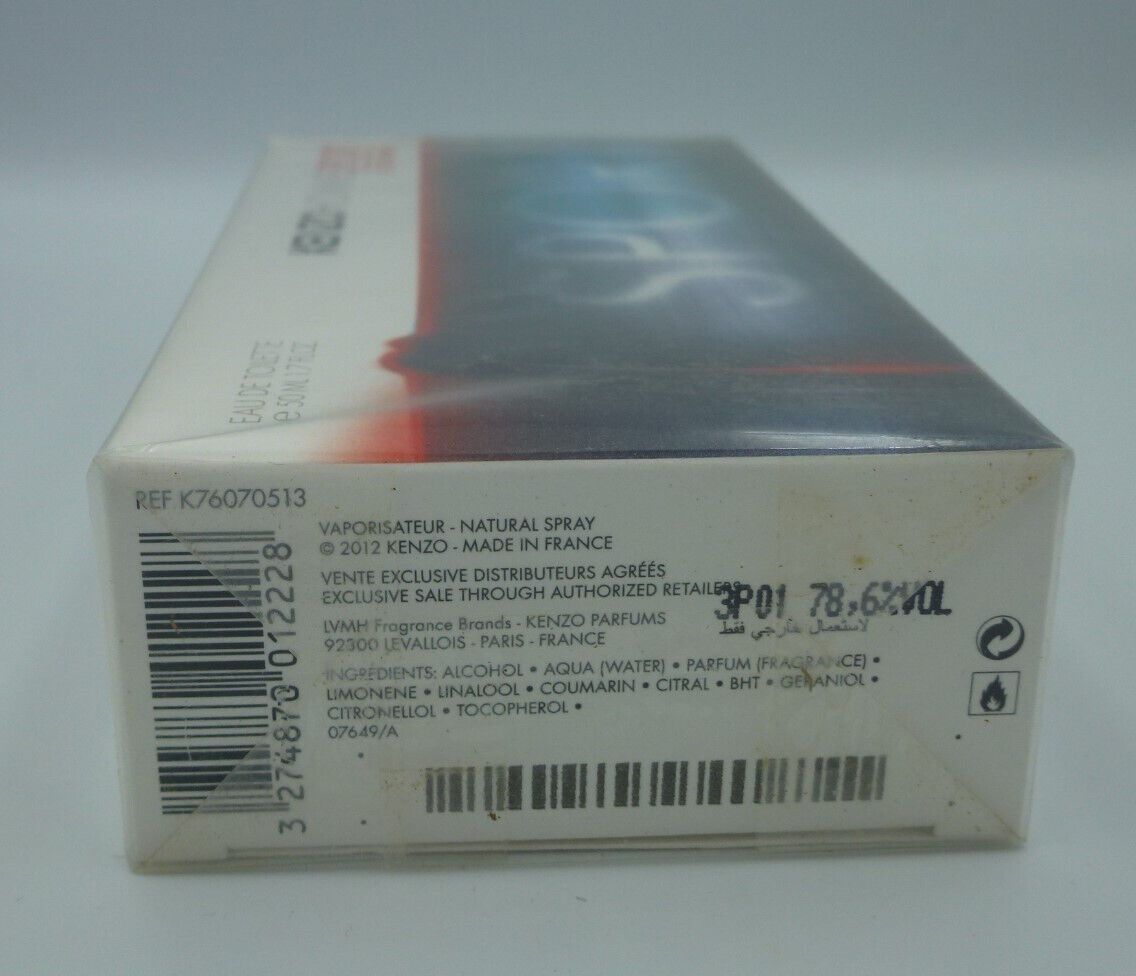 KENZO
EAU DE TOILETTE
e 50 ML 1.7 FL.OZ.
REF K76070513
3 274870 012228
VAPORISATEUR - NATURAL SPRAY
© 2012 KENZO - MADE IN FRANCE
VENTE EXCLUSIVE DISTRIBUTEURS AGRÉÉS
EXCLUSIVE SALE THROUGH AUTHORIZED RETAILERS
3P01 78,6%VOL
لاستعمال خارجي فقط
LVMH Fragrance Brands - KENZO PARFUMS
92300 LEVALLOIS - PARIS - FRANCE
INGREDIENTS: ALCOHOL • AQUA (WATER) • PARFUM (FRAGRANCE) •
LIMONENE • LINALOOL • COUMARIN • CITRAL • BHT • GERANIOL •
CITRONELLOL • TOCOPHEROL •
07649/A